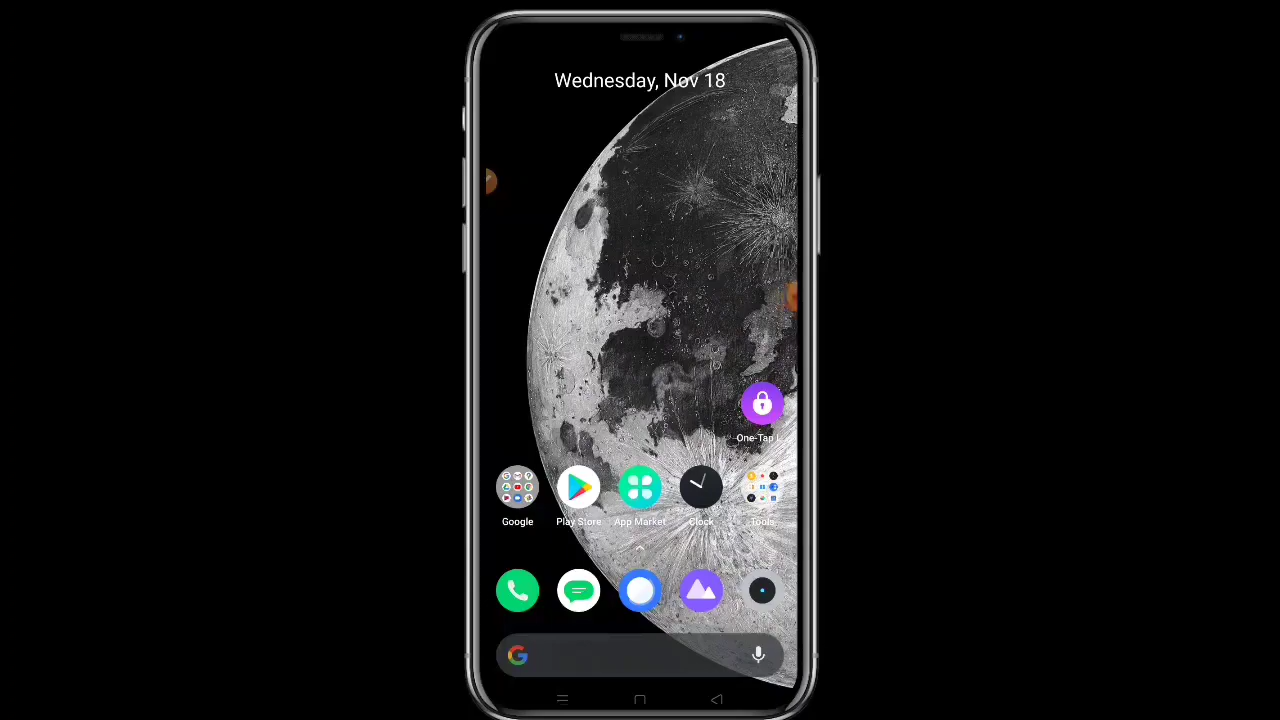 Wednesday, Nov 18
One-Tap l...
Google
Play Store
App Market
Clock
Tools